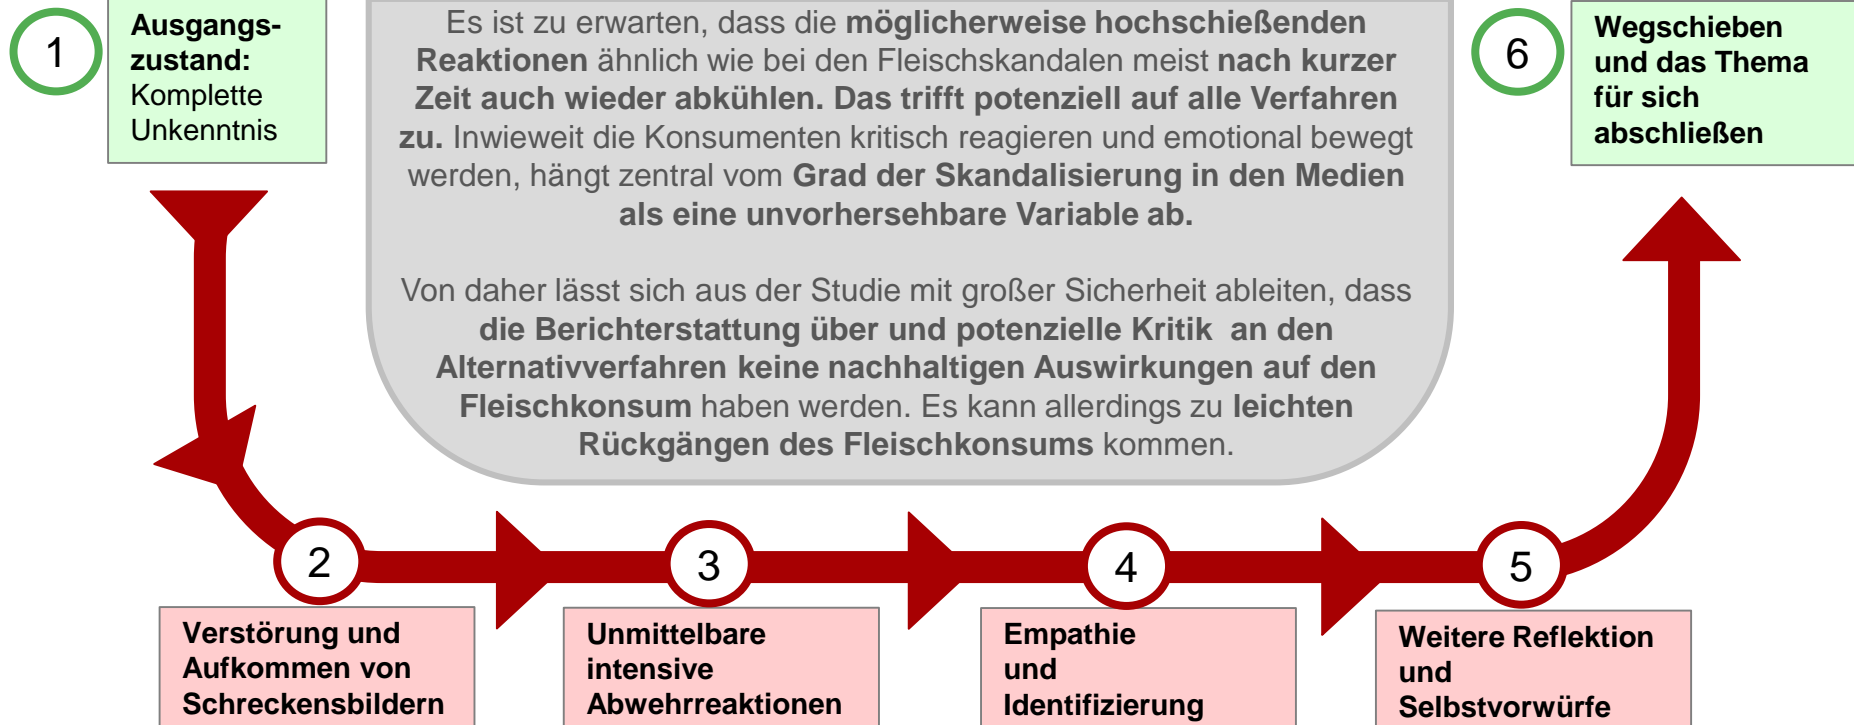 1
Ausgangs-
zustand:
Komplette
Unkenntnis
Es ist zu erwarten, dass die möglicherweise hochschießenden
Reaktionen ähnlich wie bei den Fleischskandalen meist nach kurzer
Zeit auch wieder abkühlen. Das trifft potenziell auf alle Verfahren
zu. Inwieweit die Konsumenten kritisch reagieren und emotional bewegt
werden, hängt zentral vom Grad der Skandalisierung in den Medien
als eine unvorhersehbare Variable ab.
Von daher lässt sich aus der Studie mit großer Sicherheit ableiten, dass
die Berichterstattung über und potenzielle Kritik an den
Alternativverfahren keine nachhaltigen Auswirkungen auf den
Fleischkonsum haben werden. Es kann allerdings zu leichten
Rückgängen des Fleischkonsums kommen.
6
Wegschieben
und das Thema
für sich
abschließen
2
Verstörung und
Aufkommen von
Schreckensbildern
3
Unmittelbare
intensive
Abwehrreaktionen
4
Empathie
und
Identifizierung
5
Weitere Reflektion
und
Selbstvorwürfe